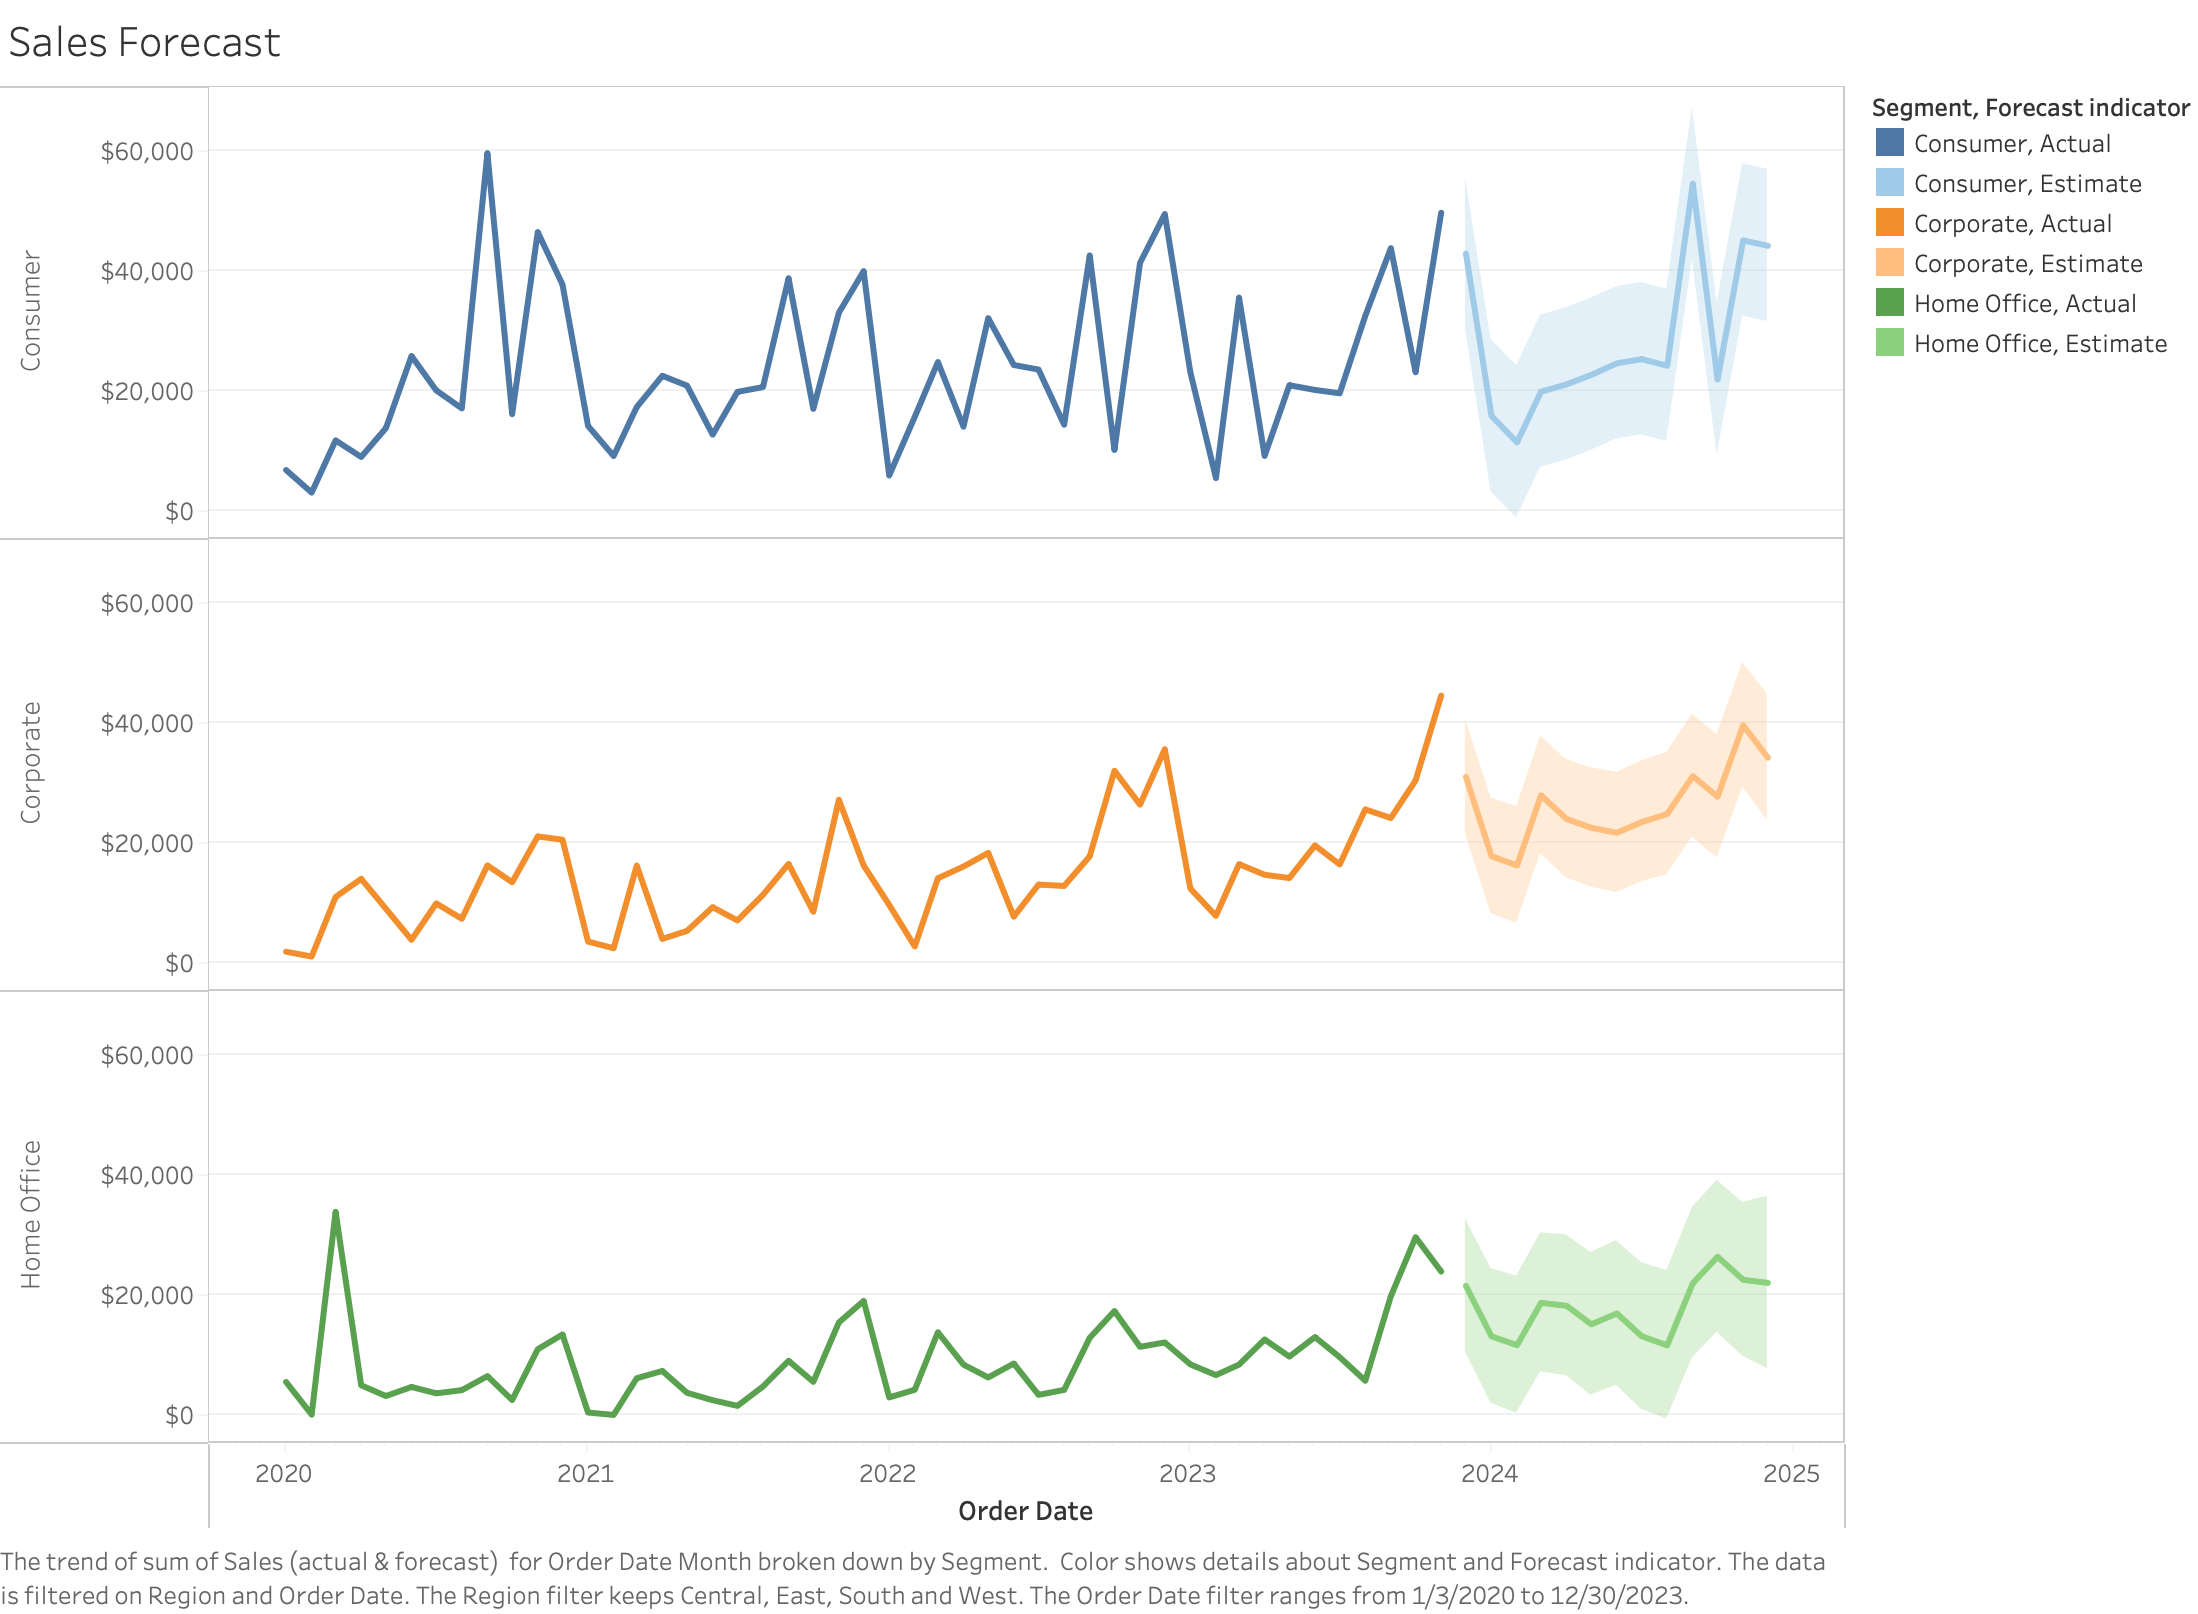 Sales Forecast
Consumer
$60,000
$40,000
$20,000
$0
Corporate
$60,000
$40,000
$20,000
$0
Home Office
$60,000
$40,000
$20,000
$0
2020
2021
2022
2023
2024
2025
Order Date
Segment, Forecast indicator
Consumer, Actual
Consumer, Estimate
Corporate, Actual
Corporate, Estimate
Home Office, Actual
Home Office, Estimate
The trend of sum of Sales (actual & forecast)  for Order Date Month broken down by Segment.  Color shows details about Segment and Forecast indicator. The data
is filtered on Region and Order Date. The Region filter keeps Central, East, South and West. The Order Date filter ranges from 1/3/2020 to 12/30/2023.